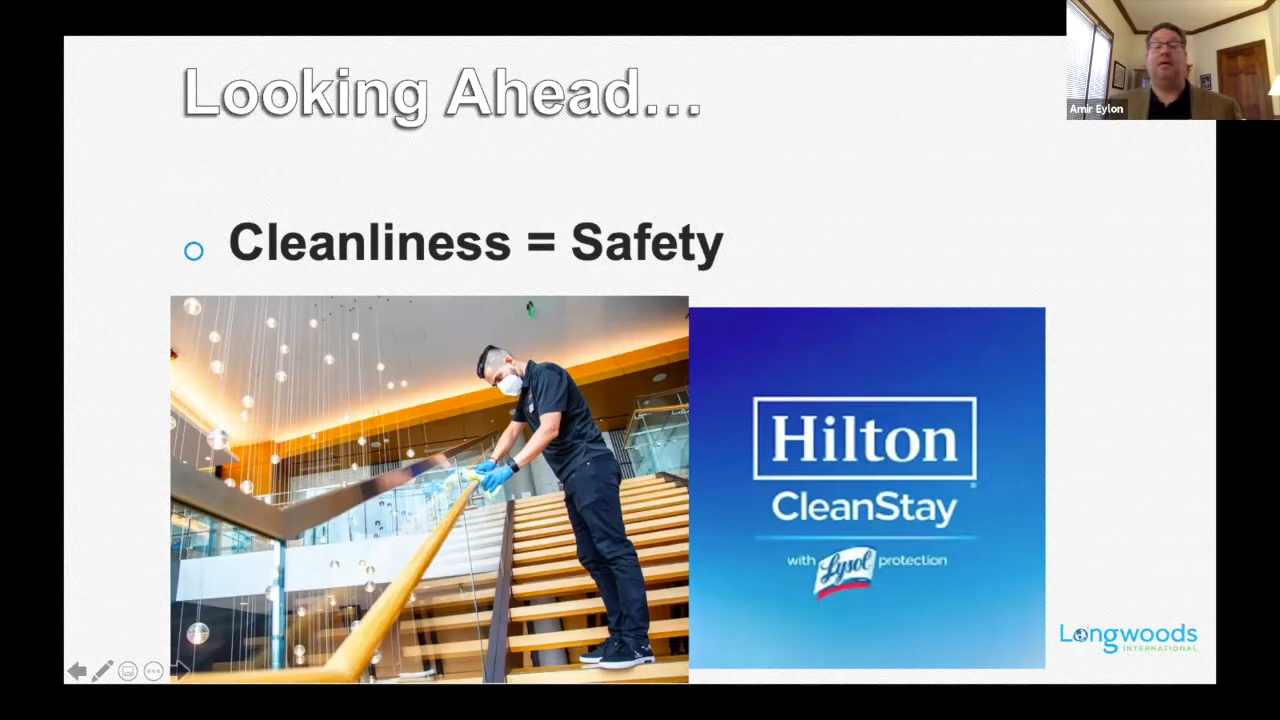 Looking Ahead...
Amir Eylon
Cleanliness = Safety
Hilton
CleanStay
with Lysol protection
Longwoods
INTERNATIONAL